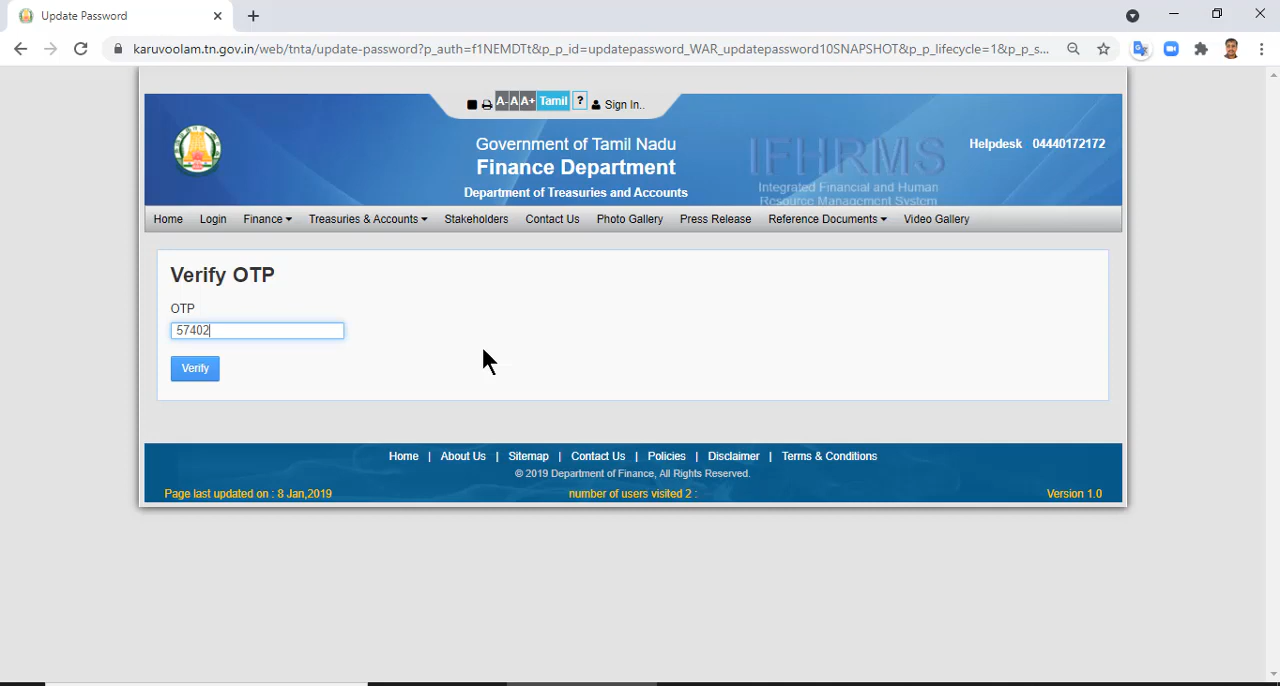 Update Password
karuvoolam.tn.gov.in/web/tnta/update-password?p_auth=f1NEMDTt&p_p_id=updatepassword_WAR_updatepassword10SNAPSHOT&p_p_lifecycle=1&p_p_s...
A- A A+ Tamil ? Sign In..
Government of Tamil Nadu
Finance Department
Department of Treasuries and Accounts
IFHRMS
Integrated Financial and Human
Resource Management System
Helpdesk 04440172172
Home Login Finance Treasuries & Accounts Stakeholders Contact Us Photo Gallery Press Release Reference Documents Video Gallery
Verify OTP
OTP
57402
Verify
Home | About Us | Sitemap | Contact Us | Policies | Disclaimer | Terms & Conditions
© 2019 Department of Finance, All Rights Reserved.
Page last updated on : 8 Jan,2019 number of users visited 2 : Version 1.0